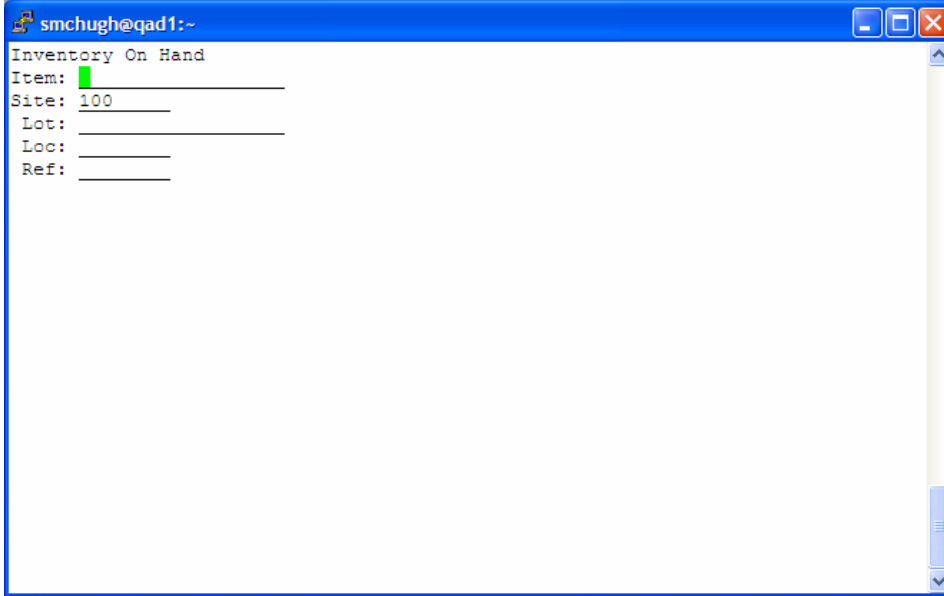 smchugh@qad1:~
Inventory On Hand
Item:
Site: 100
Lot:
Loc:
Ref: